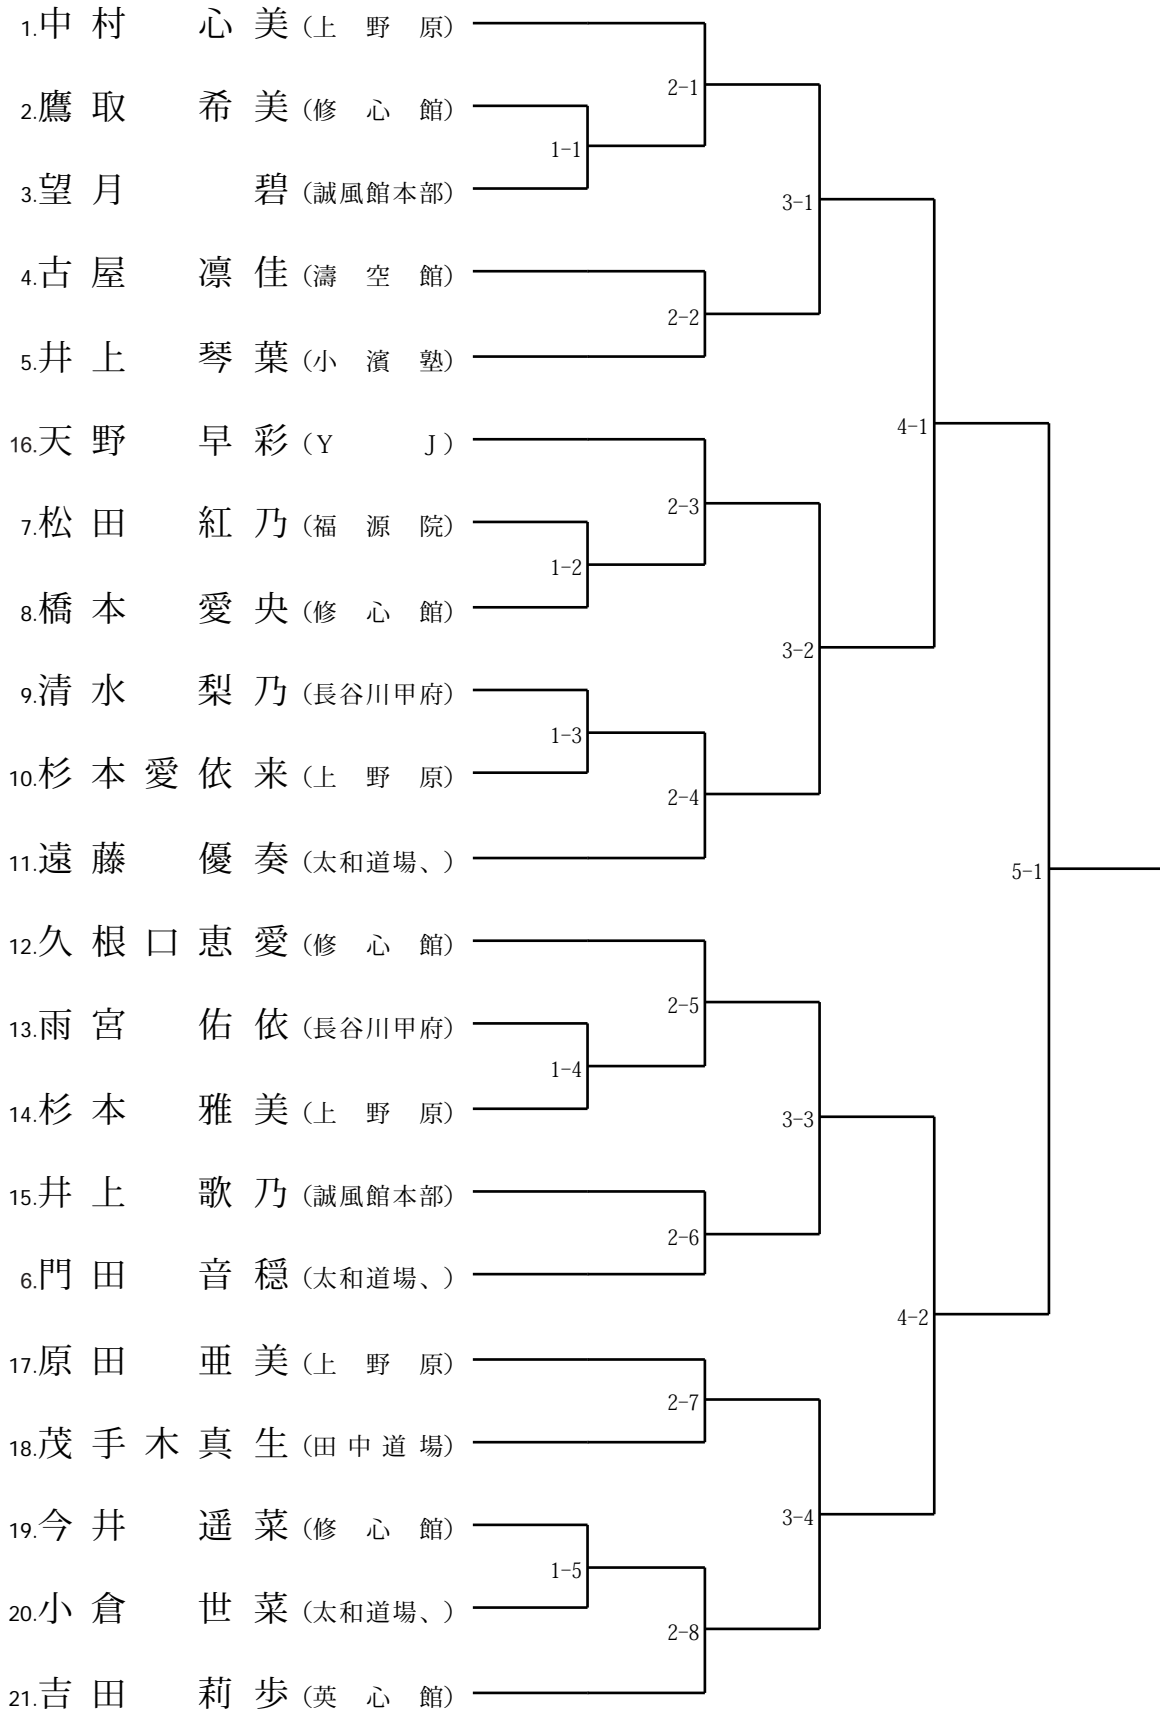 1.中村 心美(上野原)
2-1
2.鷹取 希美(修心館)
1-1
3.望月 碧(誠風館本部)
3-1
4.古屋 凛佳(濤空館)
2-2
5.井上 琴葉(小濱塾)
16.天野 早彩(Y J)
4-1
2-3
7.松田 紅乃(福源院)
1-2
8.橋本 愛央(修心館)
3-2
9.清水 梨乃(長谷川甲府)
1-3
10.杉本愛依来(上野原)
2-4
11.遠藤 優奏(太和道場、)
5-1
12.久根口恵愛(修心館)
2-5
13.雨宮 佑依(長谷川甲府)
1-4
14.杉本 雅美(上野原)
3-3
15.井上 歌乃(誠風館本部)
2-6
6.門田 音穏(太和道場、)
4-2
17.原田 亜美(上野原)
2-7
18.茂手木真生(田中道場)
3-4
19.今井 遥菜(修心館)
1-5
20.小倉 世菜(太和道場、)
2-8
21.吉田 莉歩(英心館)